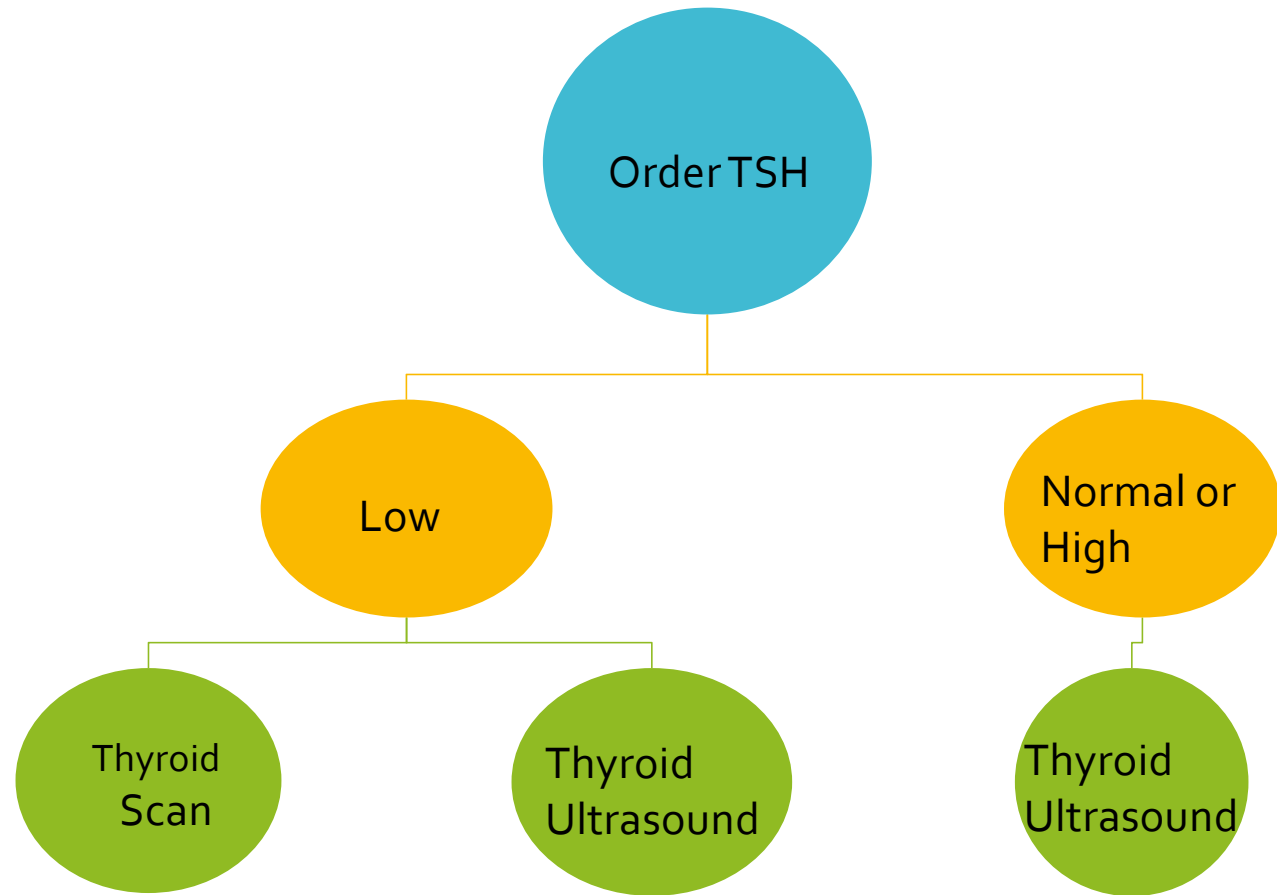 Order TSH
Low
Normal or
High
Thyroid
Scan
Thyroid
Ultrasound
Thyroid
Ultrasound